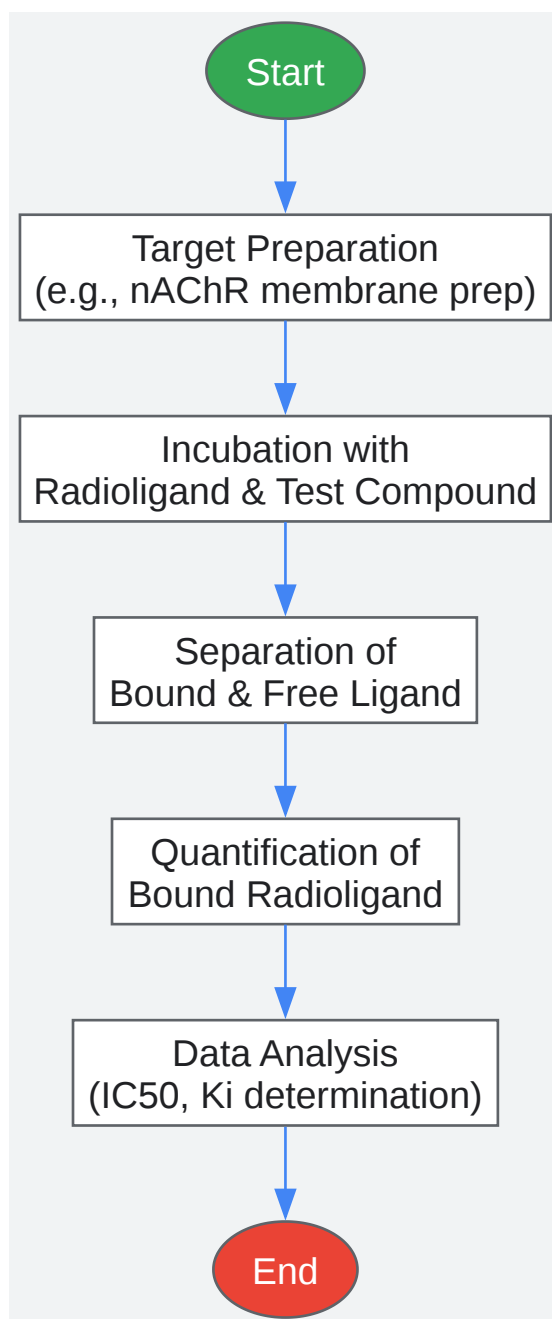 Start
Target Preparation
(e.g., nAChR membrane prep)
Incubation with
Radioligand & Test Compound
Separation of
Bound & Free Ligand
Quantification of
Bound Radioligand
Data Analysis
(IC50, Ki determination)
End